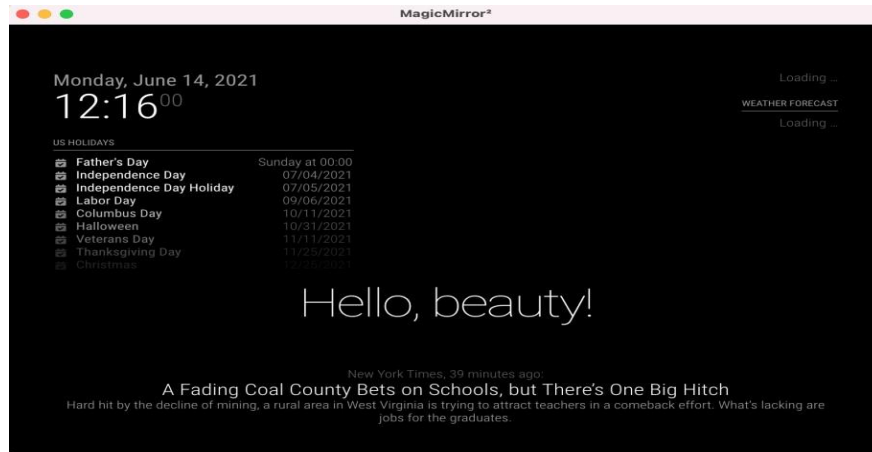 MagicMirror²
Monday, June 14, 2021
12:16 00
US HOLIDAYS
Father's Day Sunday at 00:00
Independence Day 07/04/2021
Independence Day Holiday 07/05/2021
Labor Day 09/06/2021
Columbus Day 10/11/2021
Halloween 10/31/2021
Veterans Day 11/11/2021
Thanksgiving Day 11/25/2021
Christmas 12/25/2021
Loading ...
WEATHER FORECAST
Loading ...
Hello, beauty!
New York Times, 39 minutes ago:
A Fading Coal County Bets on Schools, but There's One Big Hitch
Hard hit by the decline of mining, a rural area in West Virginia is trying to attract teachers in a comeback effort. What's lacking are
jobs for the graduates.